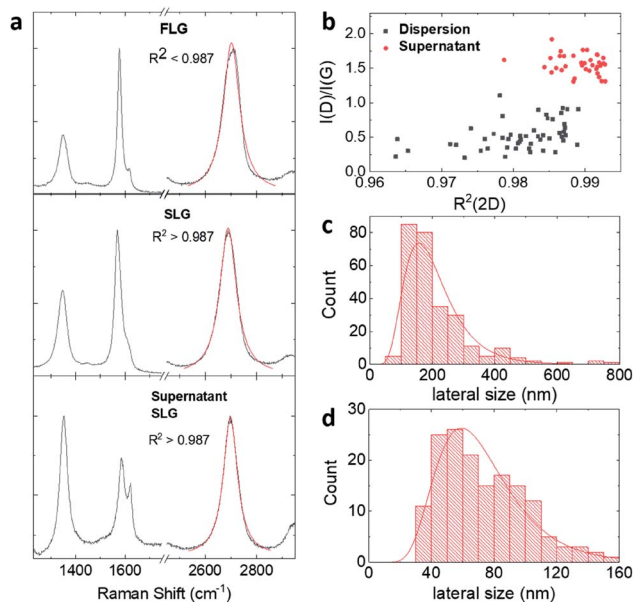 a
FLG
R² < 0.987
SLG
R² > 0.987
Supernatant
SLG
R² > 0.987
1400 1600 2600 2800
Raman Shift (cm⁻¹)
b
Dispersion
Supernatant
I(D)/I(G)
2.0
1.5
1.0
0.5
0.0
0.96 0.97 0.98 0.99
R²(2D)
c
Count
80
60
40
20
0
0 200 400 600 800
lateral size (nm)
d
Count
30
20
10
0
0 40 80 120 160
lateral size (nm)